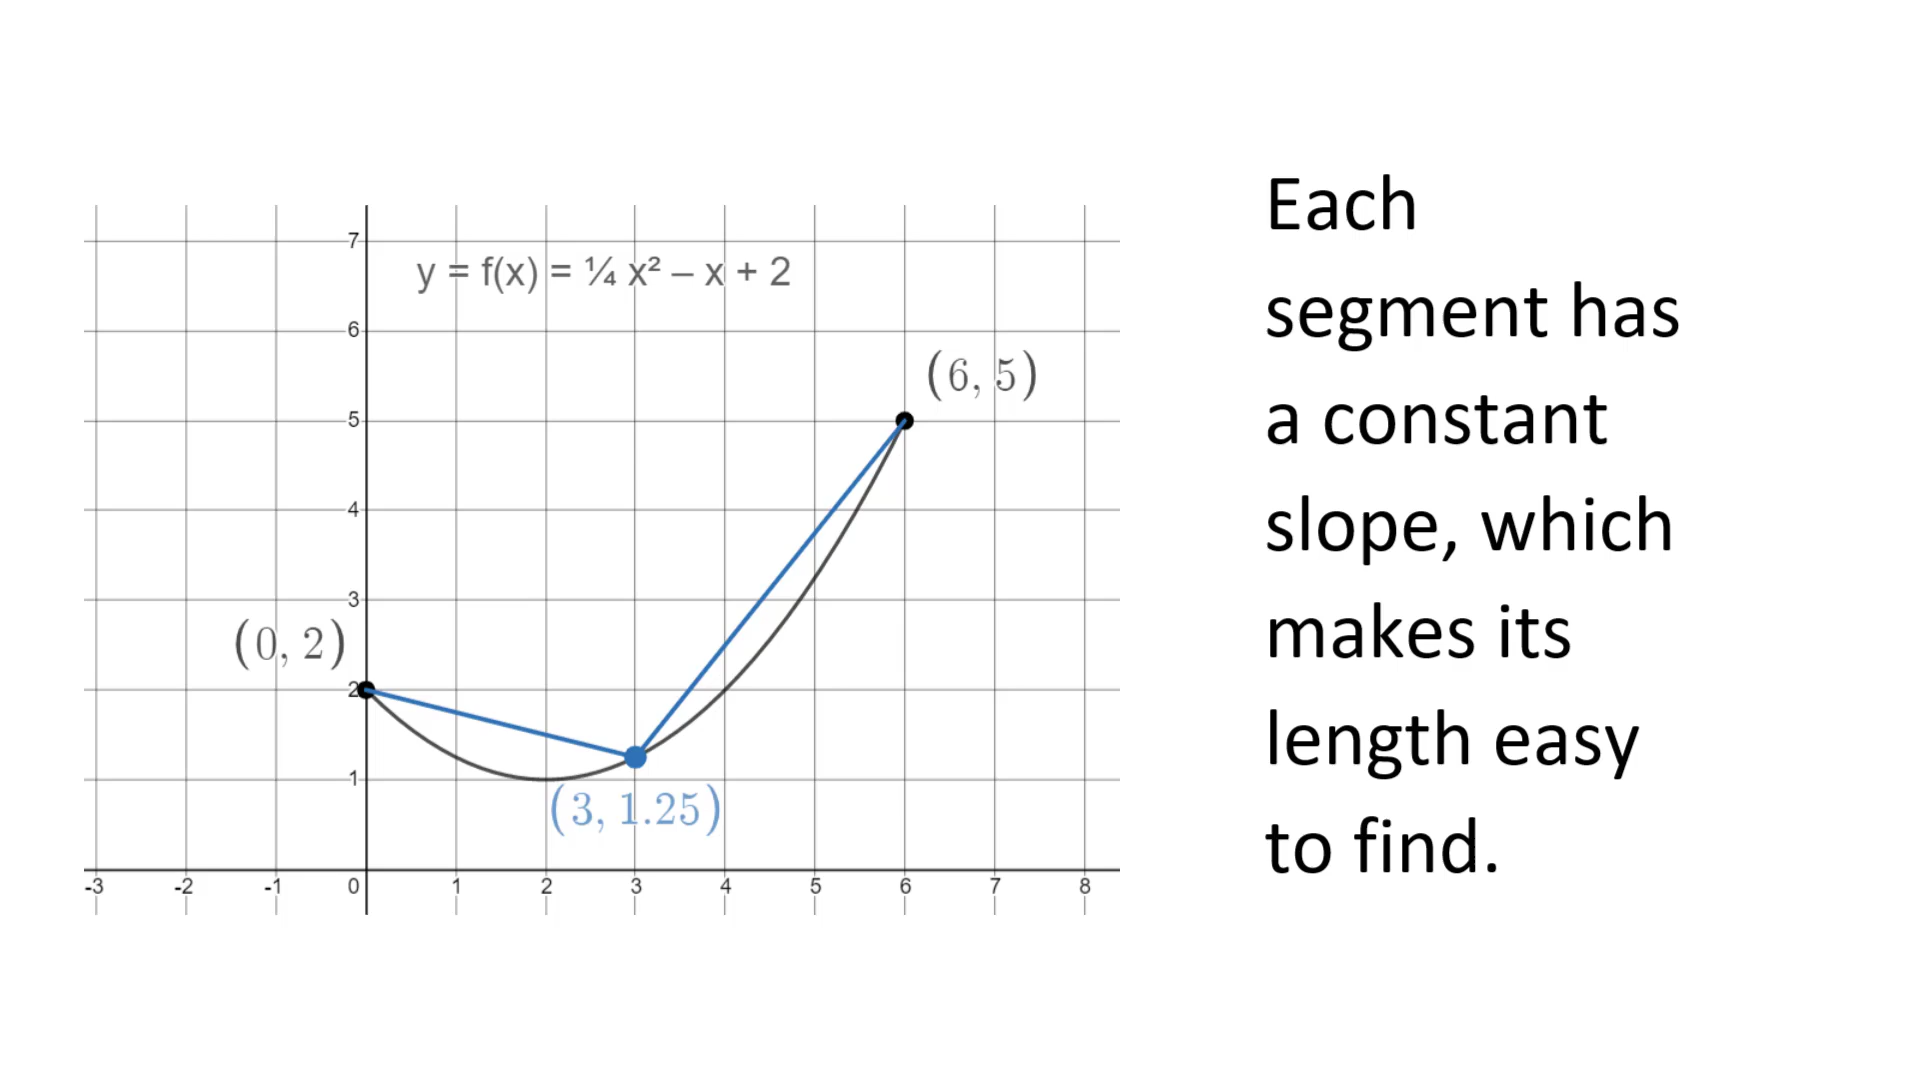 7
y = f(x) = ¼ x² – x + 2
6
(6, 5)
5
4
3
(0, 2)
2
1
(3, 1.25)
-3 -2 -1 0 1 2 3 4 5 6 7 8
Each
segment has
a constant
slope, which
makes its
length easy
to find.